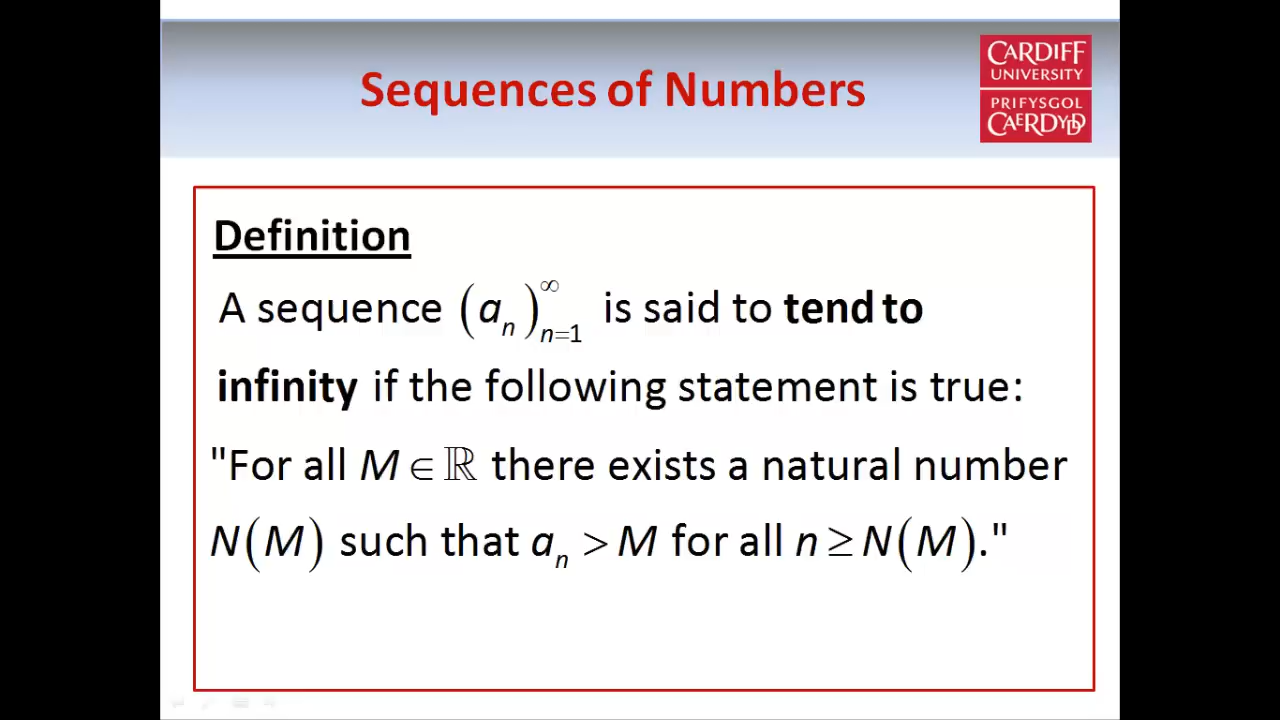 Sequences of Numbers
CARDIFF
UNIVERSITY
PRIFYSGOL
CAERDYDD
Definition
A sequence (aₙ)ₙ₌₁^∞ is said to tend to
infinity if the following statement is true:
"For all M ∈ ℝ there exists a natural number
N(M) such that aₙ > M for all n ≥ N(M)."